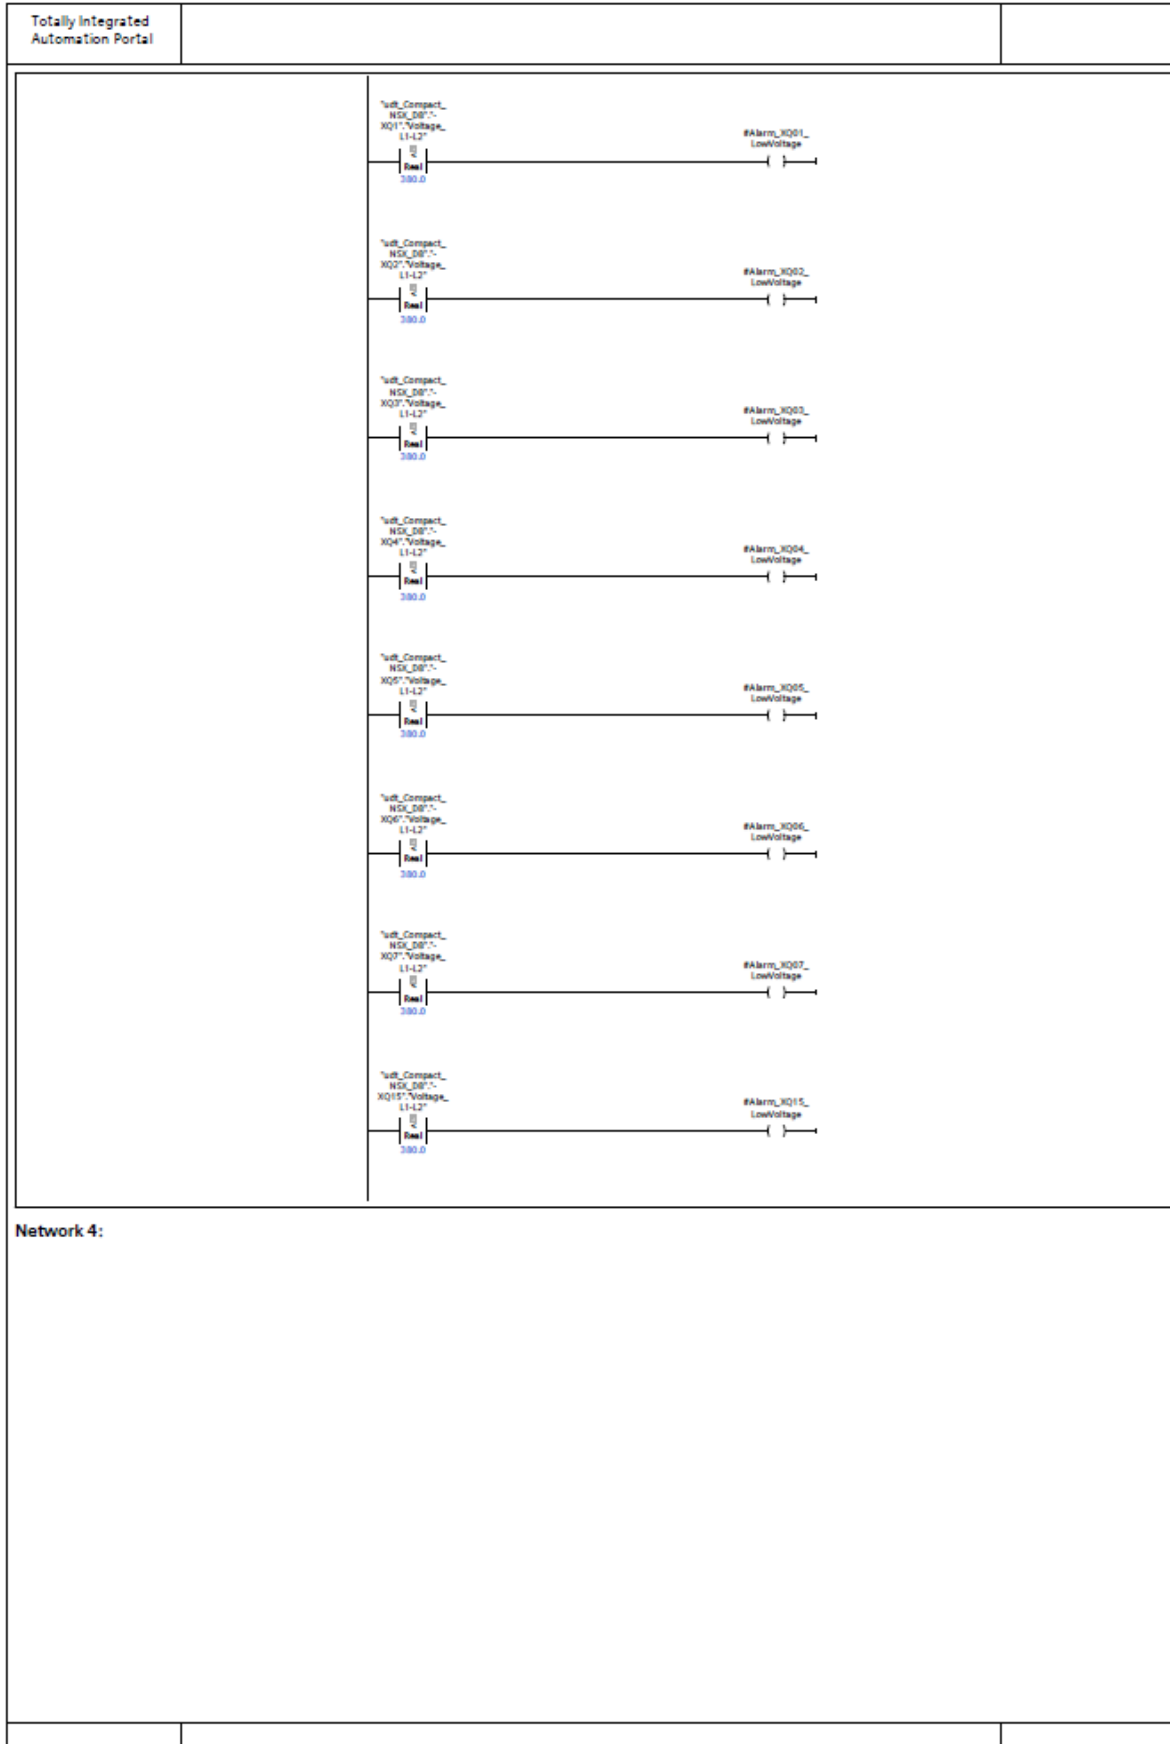 Totally Integrated
Automation Portal
"udt_Compact_
NSX_DB"."-
XQ1"."Voltage_
L1-L2"
#Alarm_XQ01_
LowVoltage
<=
Real
380.0
"udt_Compact_
NSX_DB"."-
XQ2"."Voltage_
L1-L2"
#Alarm_XQ02_
LowVoltage
<=
Real
380.0
"udt_Compact_
NSX_DB"."-
XQ3"."Voltage_
L1-L2"
#Alarm_XQ03_
LowVoltage
<=
Real
380.0
"udt_Compact_
NSX_DB"."-
XQ4"."Voltage_
L1-L2"
#Alarm_XQ04_
LowVoltage
<=
Real
380.0
"udt_Compact_
NSX_DB"."-
XQ5"."Voltage_
L1-L2"
#Alarm_XQ05_
LowVoltage
<=
Real
380.0
"udt_Compact_
NSX_DB"."-
XQ6"."Voltage_
L1-L2"
#Alarm_XQ06_
LowVoltage
<=
Real
380.0
"udt_Compact_
NSX_DB"."-
XQ7"."Voltage_
L1-L2"
#Alarm_XQ07_
LowVoltage
<=
Real
380.0
"udt_Compact_
NSX_DB"."-
XQ15"."Voltage_
L1-L2"
#Alarm_XQ15_
LowVoltage
<=
Real
380.0
Network 4: